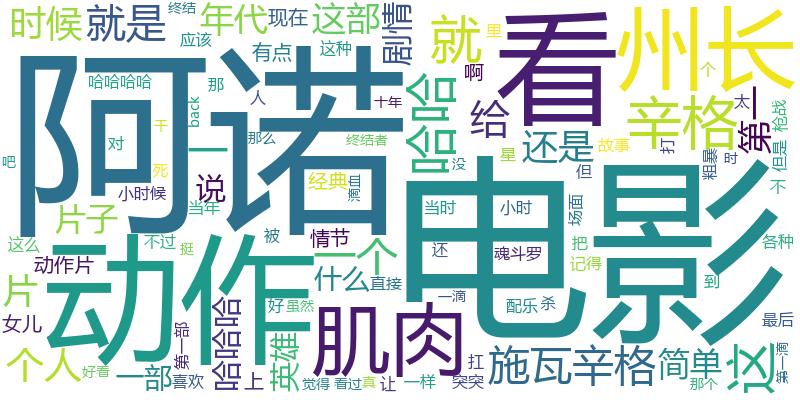 时候
就是
终结
年代
现在
这部
应该
这种
剧情
就
里
看
州长
哈哈哈哈
那
有点
人
back
十年
啊
个
阿诺
哈哈
给
辛格
太
第一
枪战
但是
对
一
那么
终结者
还是
故事
打
粗暴
小时候
干
死
说
经典
没
星
但
不
片子
当年
电影
当时
小时
场面
这么
不过
挺
被
情节
一个
还
魂斗罗
把
记得
各种
片
动作片
动作
什么
直接
一滴
到
女儿
第一部
哈哈哈
好
虽然
肌肉
配乐
杀
最后
个人
好看
一部
喜欢
上
英雄
觉得
看过
真
让
一样
扛
突突
施瓦辛格
简单
那个
这
第一滴